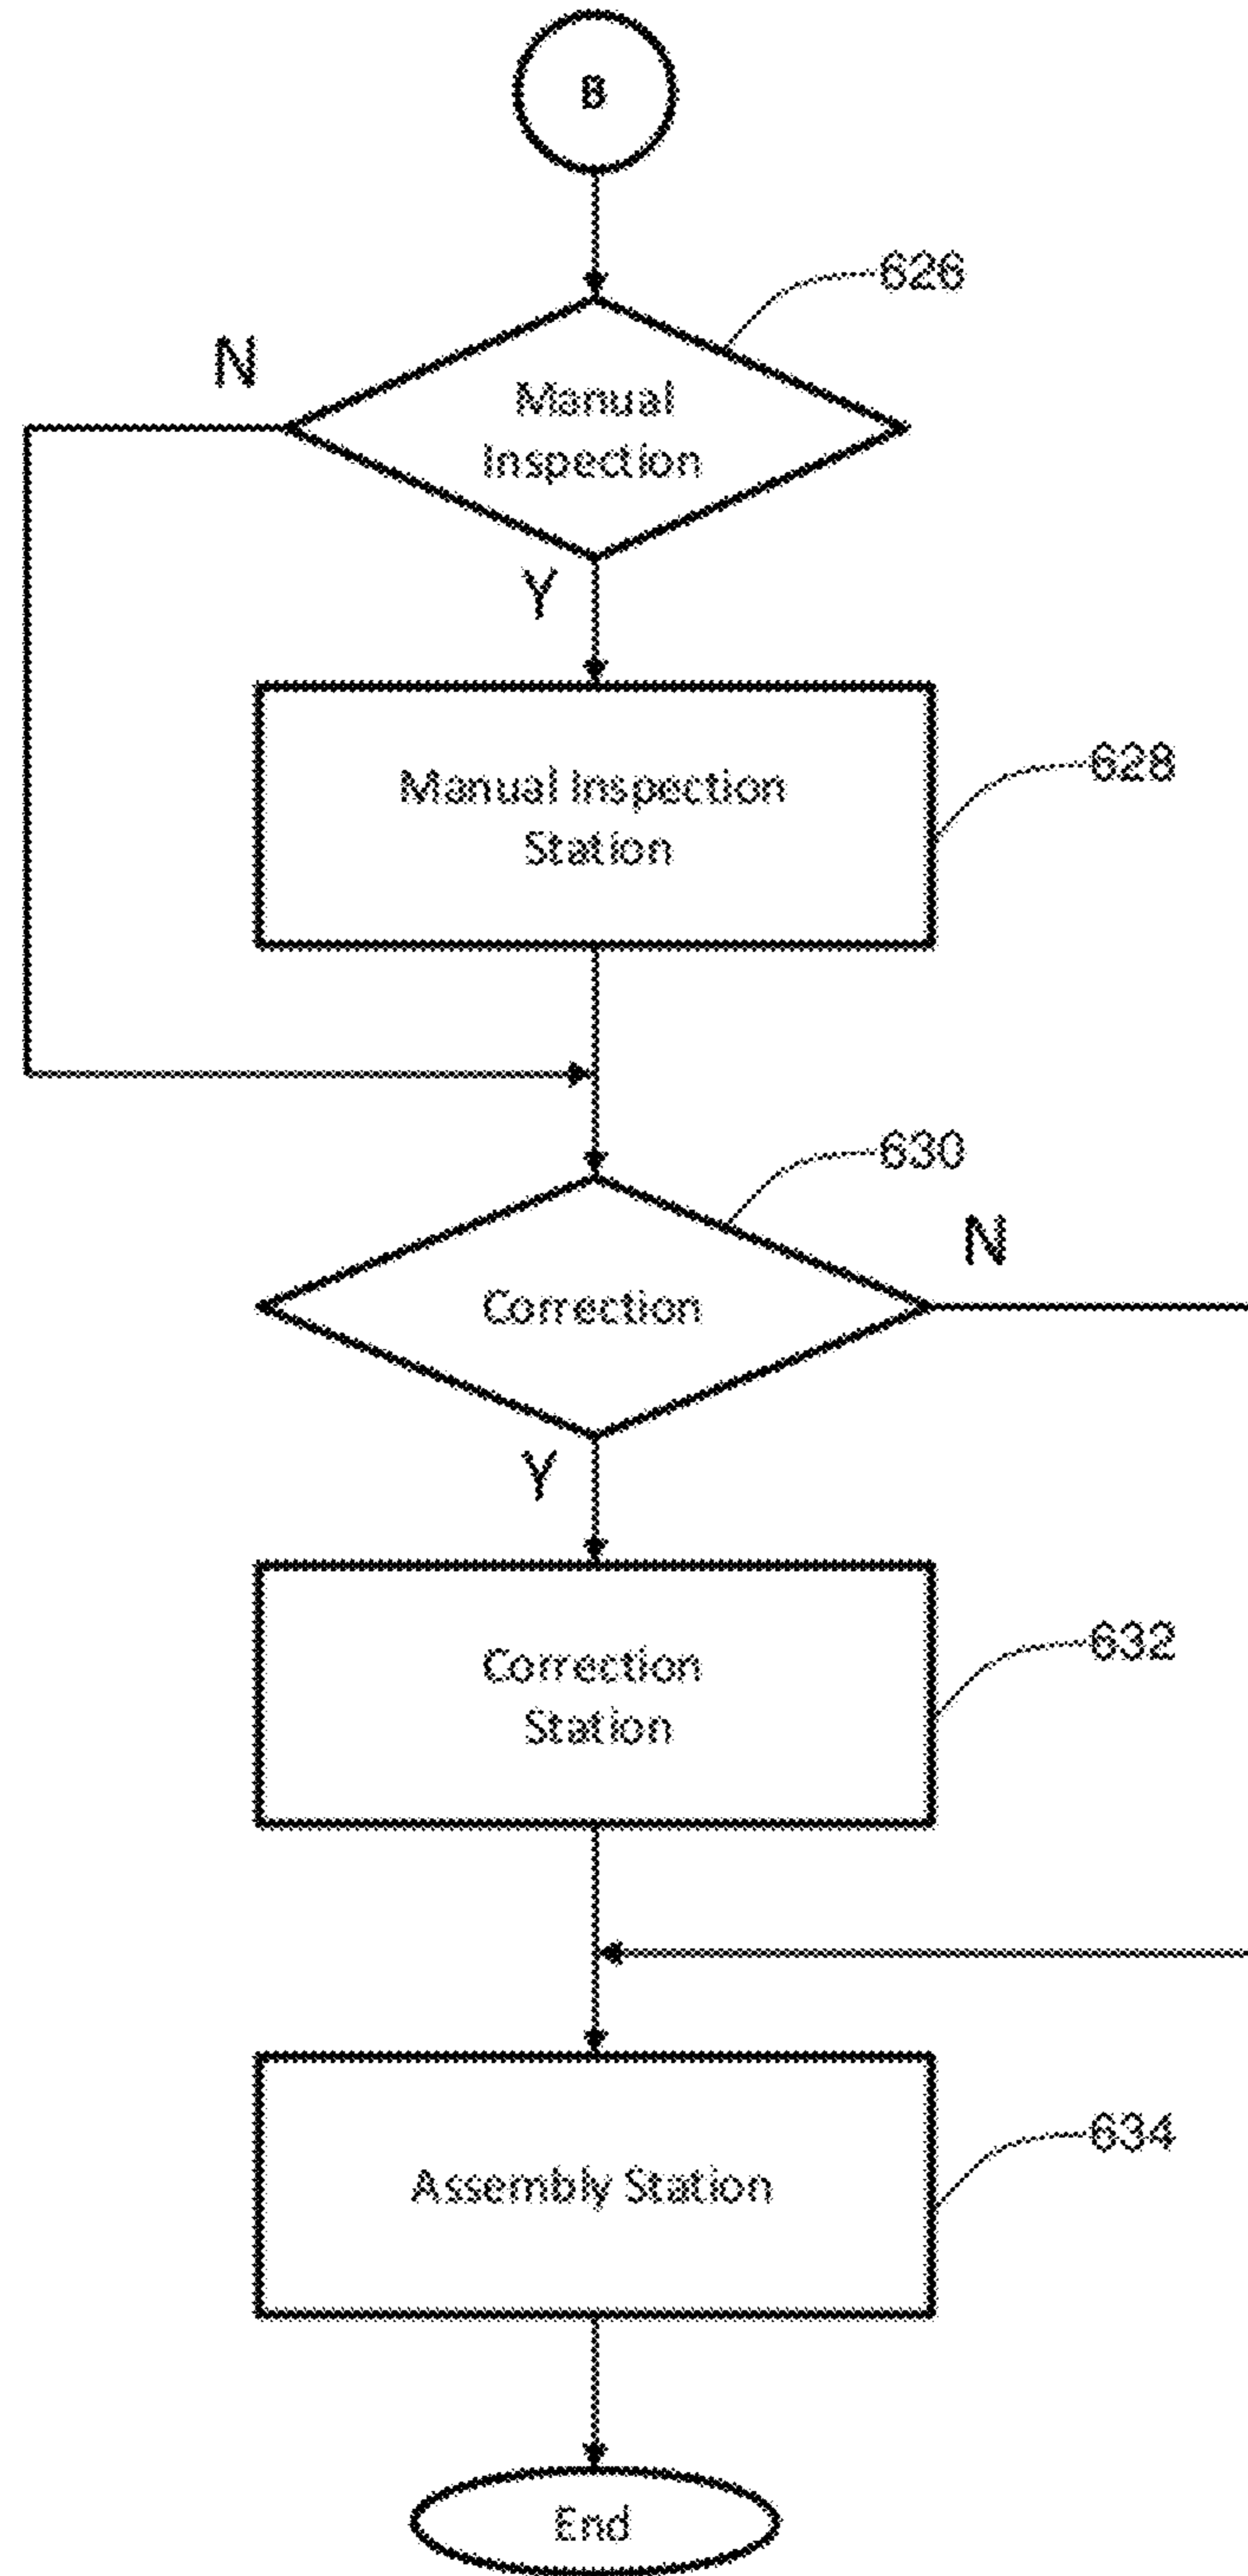 B
626
N
Manual
Inspection
Y
Manual Inspection
Station
628
630
N
Correction
Y
Correction
Station
632
634
Assembly Station
End